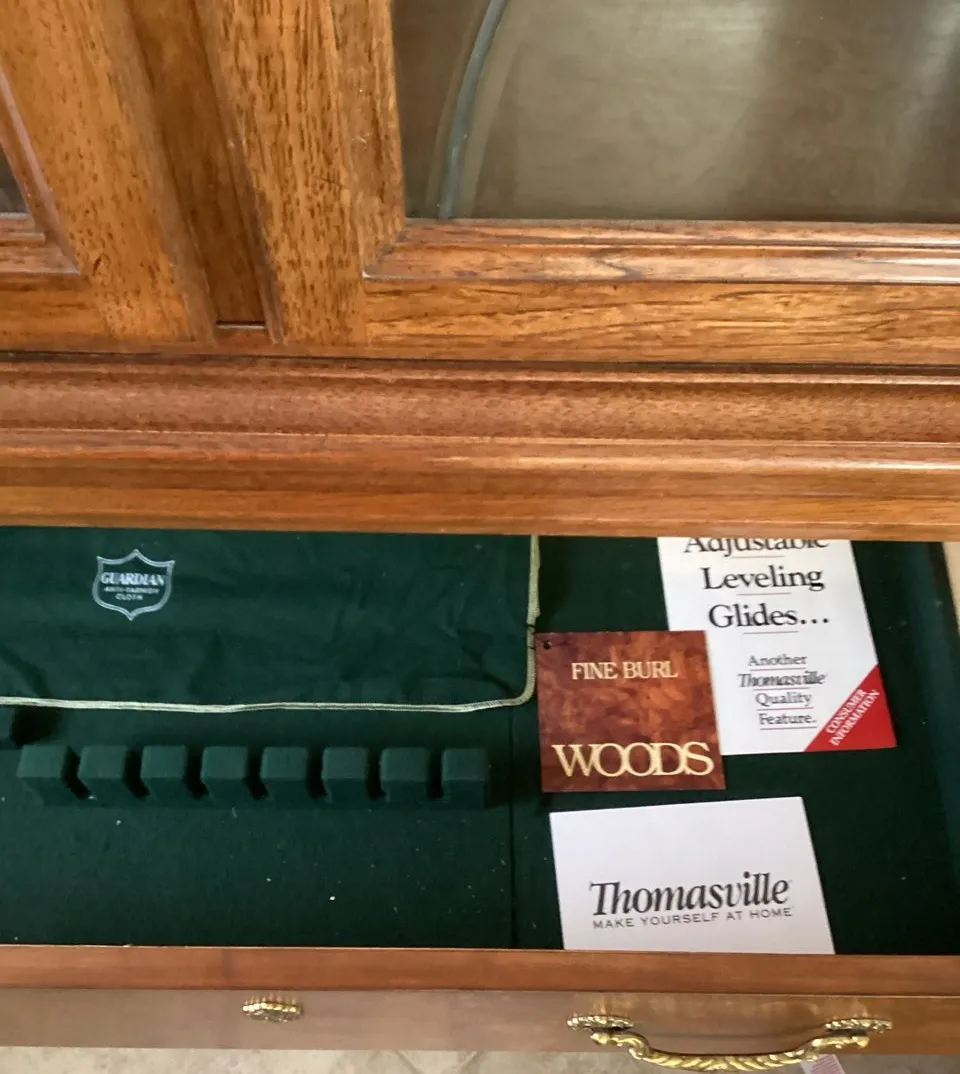 GUARDIAN
ANTI-TARNISH
CLOTH
Adjustable
Leveling
Glides...
Another
Thomasville
Quality
Feature.
CONSUMER
INFORMATION
FINE BURL
WOODS
Thomasville
MAKE YOURSELF AT HOME